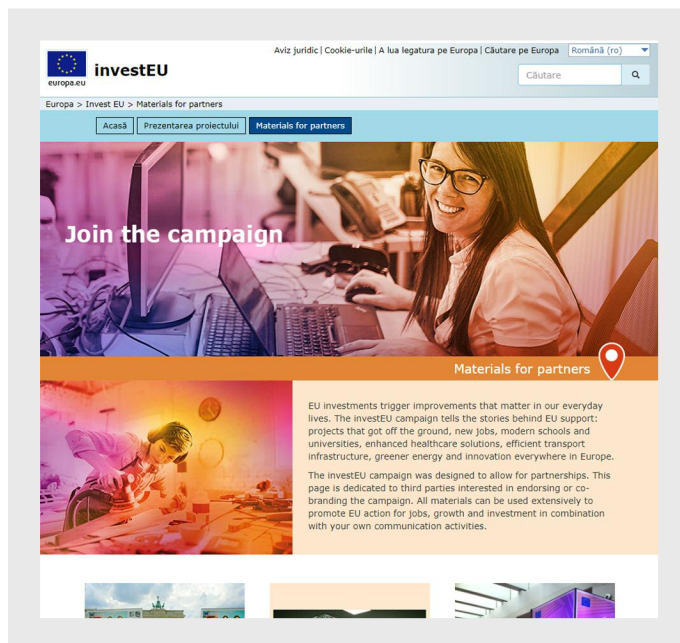 Aviz juridic | Cookie-urile | A lua legatura pe Europa | Căutare pe Europa Română (ro)
investEU
europa.eu
Căutare
Europa > Invest EU > Materials for partners
Acasă Prezentarea proiectului Materials for partners
Join the campaign
Materials for partners
EU investments trigger improvements that matter in our everyday
lives. The investEU campaign tells the stories behind EU support:
projects that got off the ground, new jobs, modern schools and
universities, enhanced healthcare solutions, efficient transport
infrastructure, greener energy and innovation everywhere in Europe.
The investEU campaign was designed to allow for partnerships. This
page is dedicated to third parties interested in endorsing or co-
branding the campaign. All materials can be used extensively to
promote EU action for jobs, growth and investment in combination
with your own communication activities.